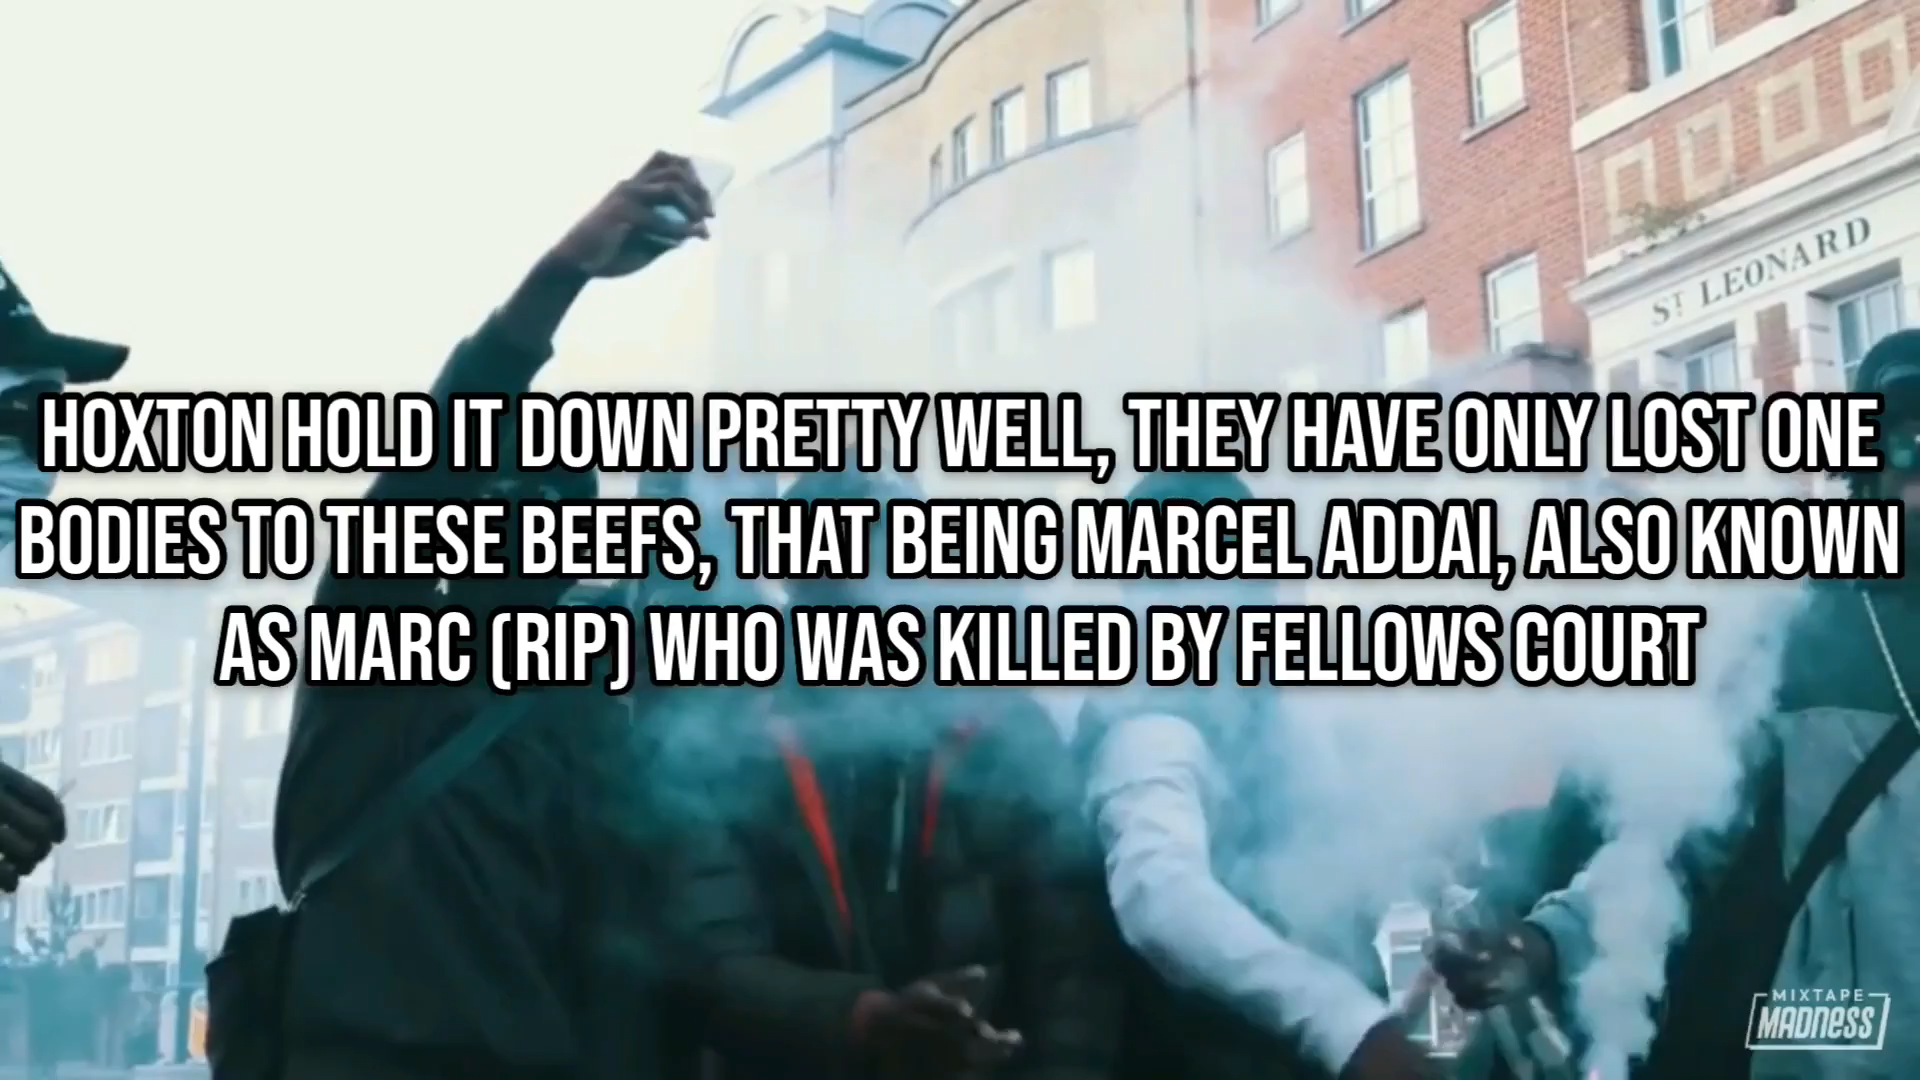 ST LEONARD
HOXTON HOLD IT DOWN PRETTY WELL, THEY HAVE ONLY LOST ONE
BODIES TO THESE BEEFS, THAT BEING MARCEL ADDAI, ALSO KNOWN
AS MARC (RIP) WHO WAS KILLED BY FELLOWS COURT
MIXTAPE
MADNESS